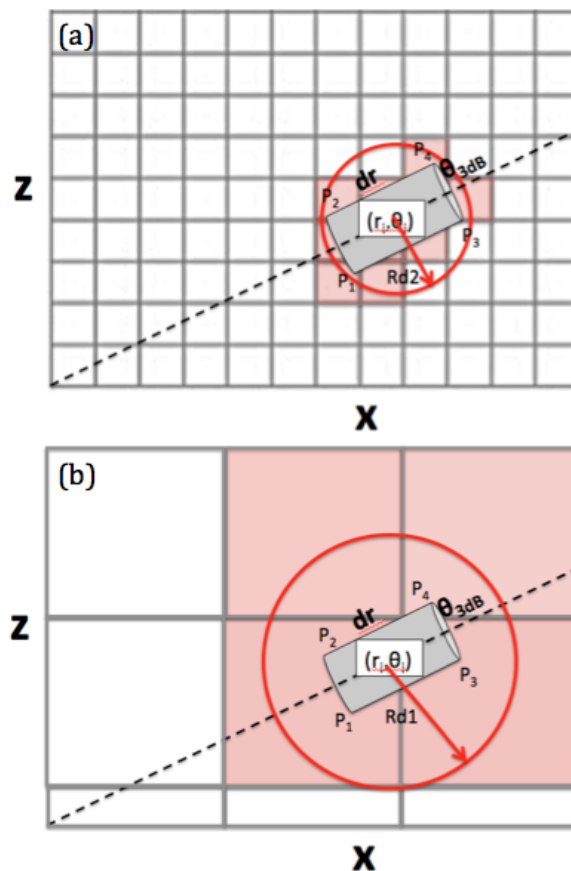 (a)
P4
θ3dB
dr
P2
Z
(ri,θi)
P3
Rd2
P1
X
(b)
P4
θ3dB
dr
Z
P2
(ri,θi)
P3
Rd1
P1
X